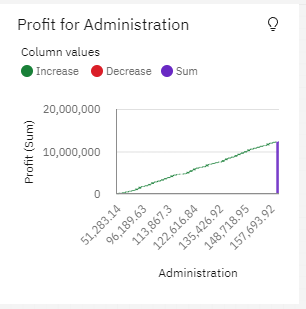 Profit for Administration
Column values
Increase Decrease Sum
20,000,000
10,000,000
0
Profit (Sum)
51,283.14 96,189.63 113,867.3 122,616.84 135,426.92 148,718.95 157,693.92
Administration